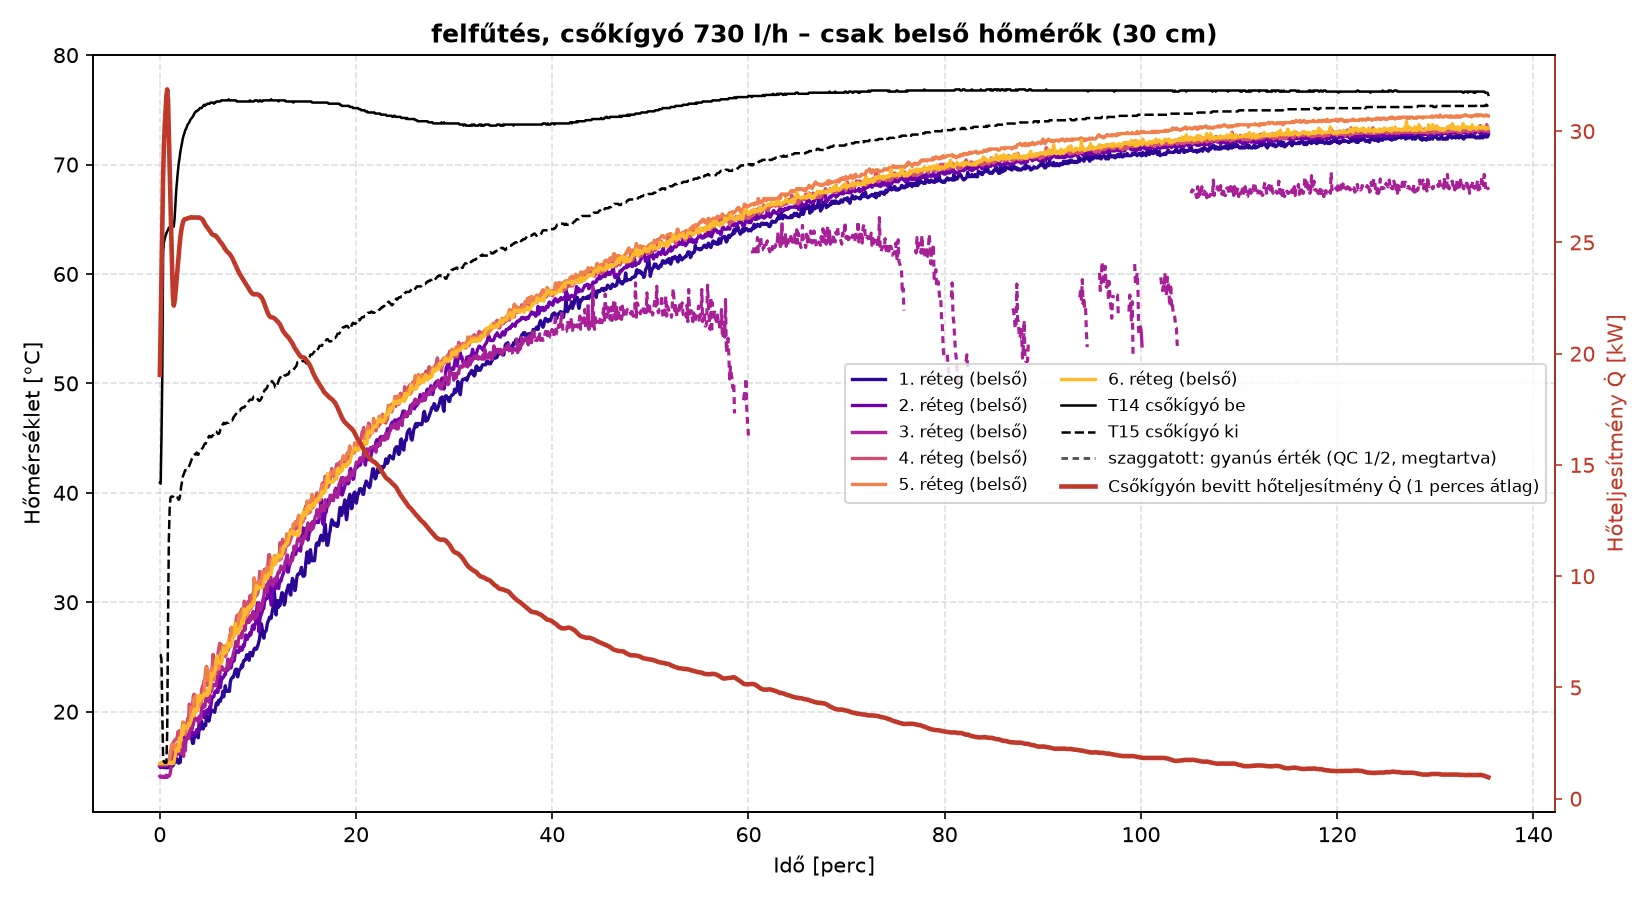 felfűtés, csőkígyó 730 l/h – csak belső hőmérők (30 cm)
80
70
60
50
40
30
20
Hőmérséklet [°C]
0
20
40
60
80
100
120
140
Idő [perc]
30
25
20
15
10
5
0
Hőteljesítmény Q̇ [kW]
1. réteg (belső)
2. réteg (belső)
3. réteg (belső)
4. réteg (belső)
5. réteg (belső)
6. réteg (belső)
T14 csőkígyó be
T15 csőkígyó ki
szaggatott: gyanús érték (QC 1/2, megtartva)
Csőkígyón bevitt hőteljesítmény Q̇ (1 perces átlag)